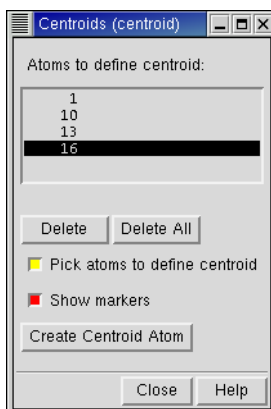 Centroids (centroid)
Atoms to define centroid:
1
10
13
16
Delete Delete All
Pick atoms to define centroid
Show markers
Create Centroid Atom
Close Help